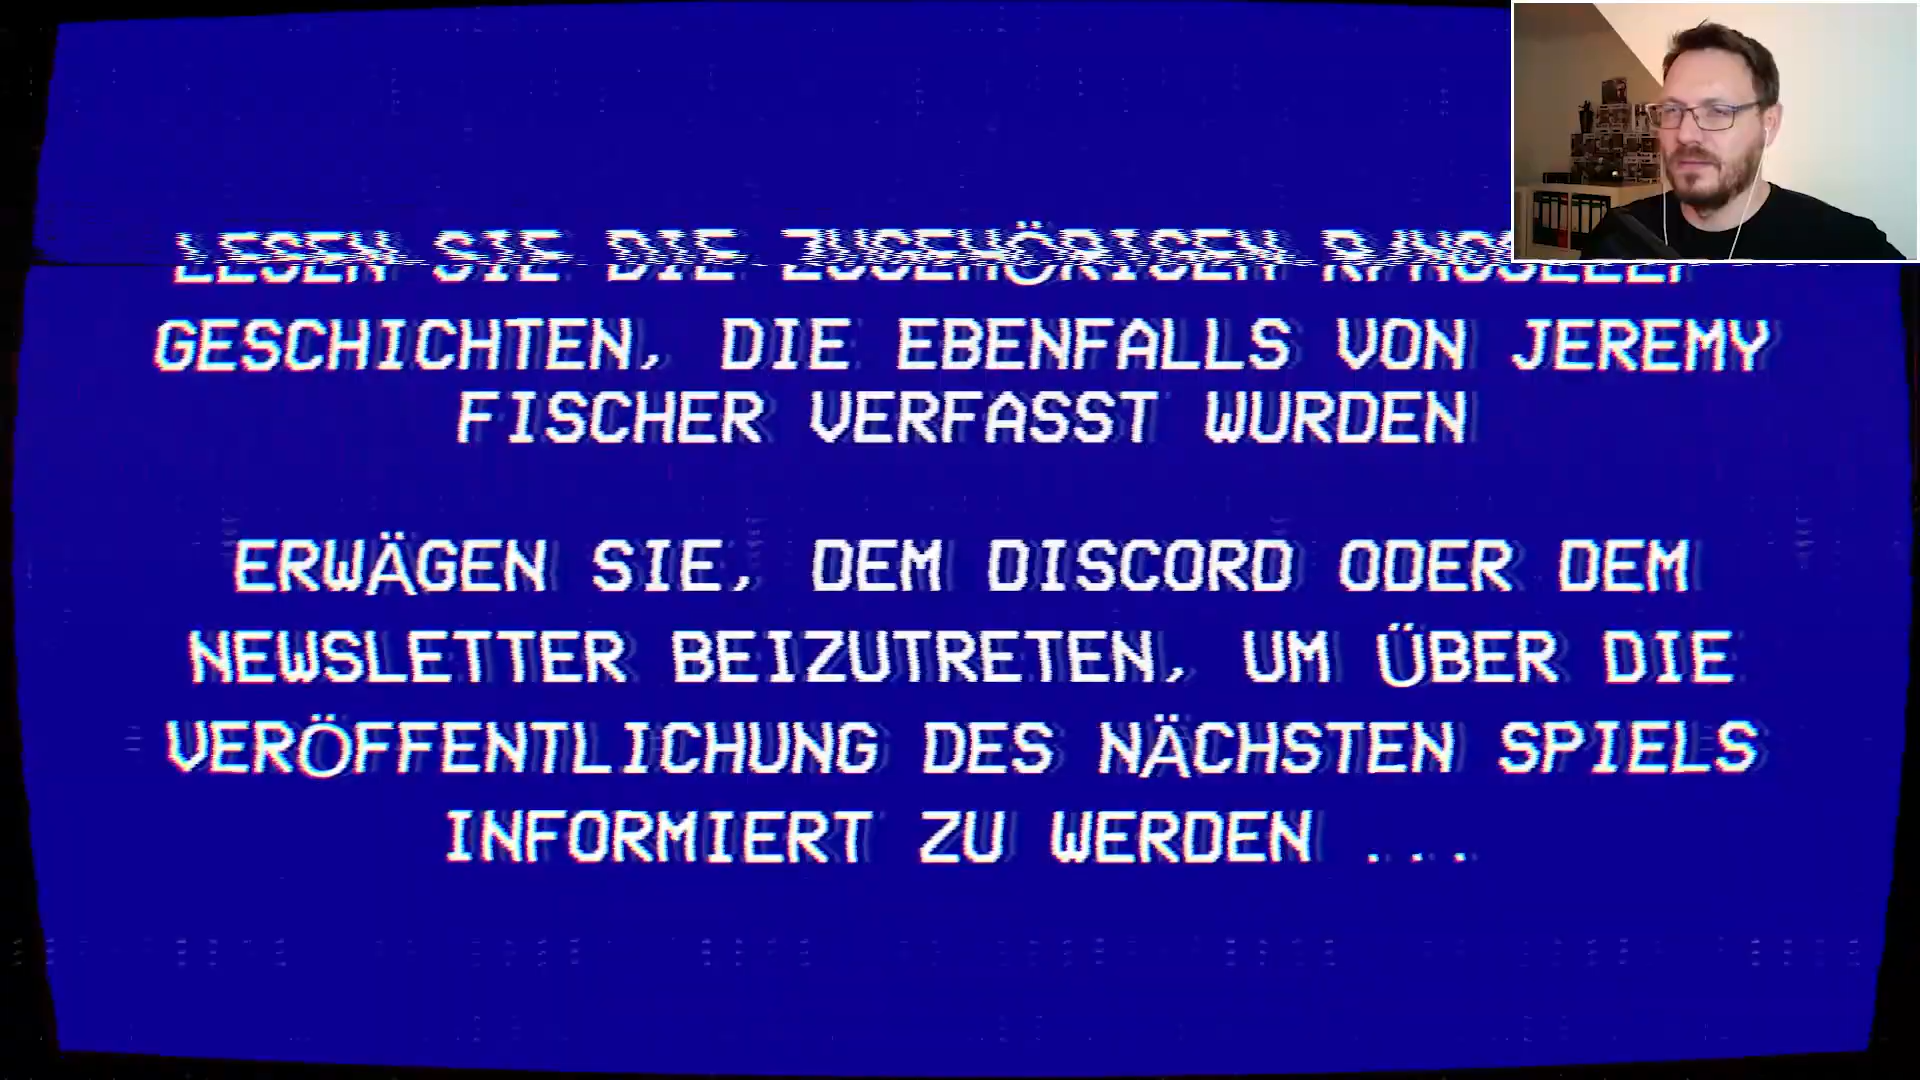 LESEN SIE DIE ZUGEHÖRIGEN
GESCHICHTEN, DIE EBENFALLS VON JEREMY
FISCHER VERFASST WURDEN
ERWÄGEN SIE, DEM DISCORD ODER DEM
NEWSLETTER BEIZUTRETEN, UM ÜBER DIE
VERÖFFENTLICHUNG DES NÄCHSTEN SPIELS
INFORMIERT ZU WERDEN ...